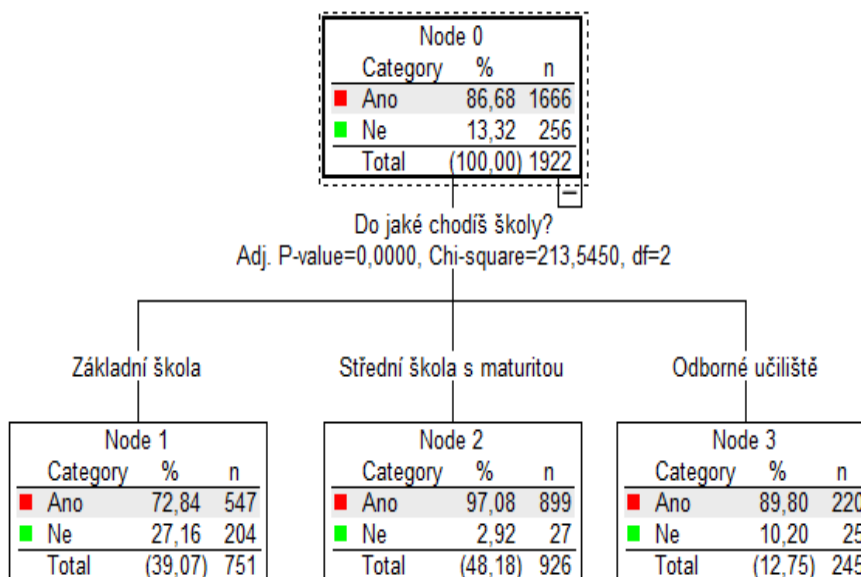 Node 0
Category % n
Ano 86,68 1666
Ne 13,32 256
Total (100,00) 1922
Do jaké chodíš školy?
Adj. P-value=0,0000, Chi-square=213,5450, df=2
Základní škola
Střední škola s maturitou
Odborné učiliště
Node 1
Category % n
Ano 72,84 547
Ne 27,16 204
Total (39,07) 751
Node 2
Category % n
Ano 97,08 899
Ne 2,92 27
Total (48,18) 926
Node 3
Category % n
Ano 89,80 220
Ne 10,20 25
Total (12,75) 245